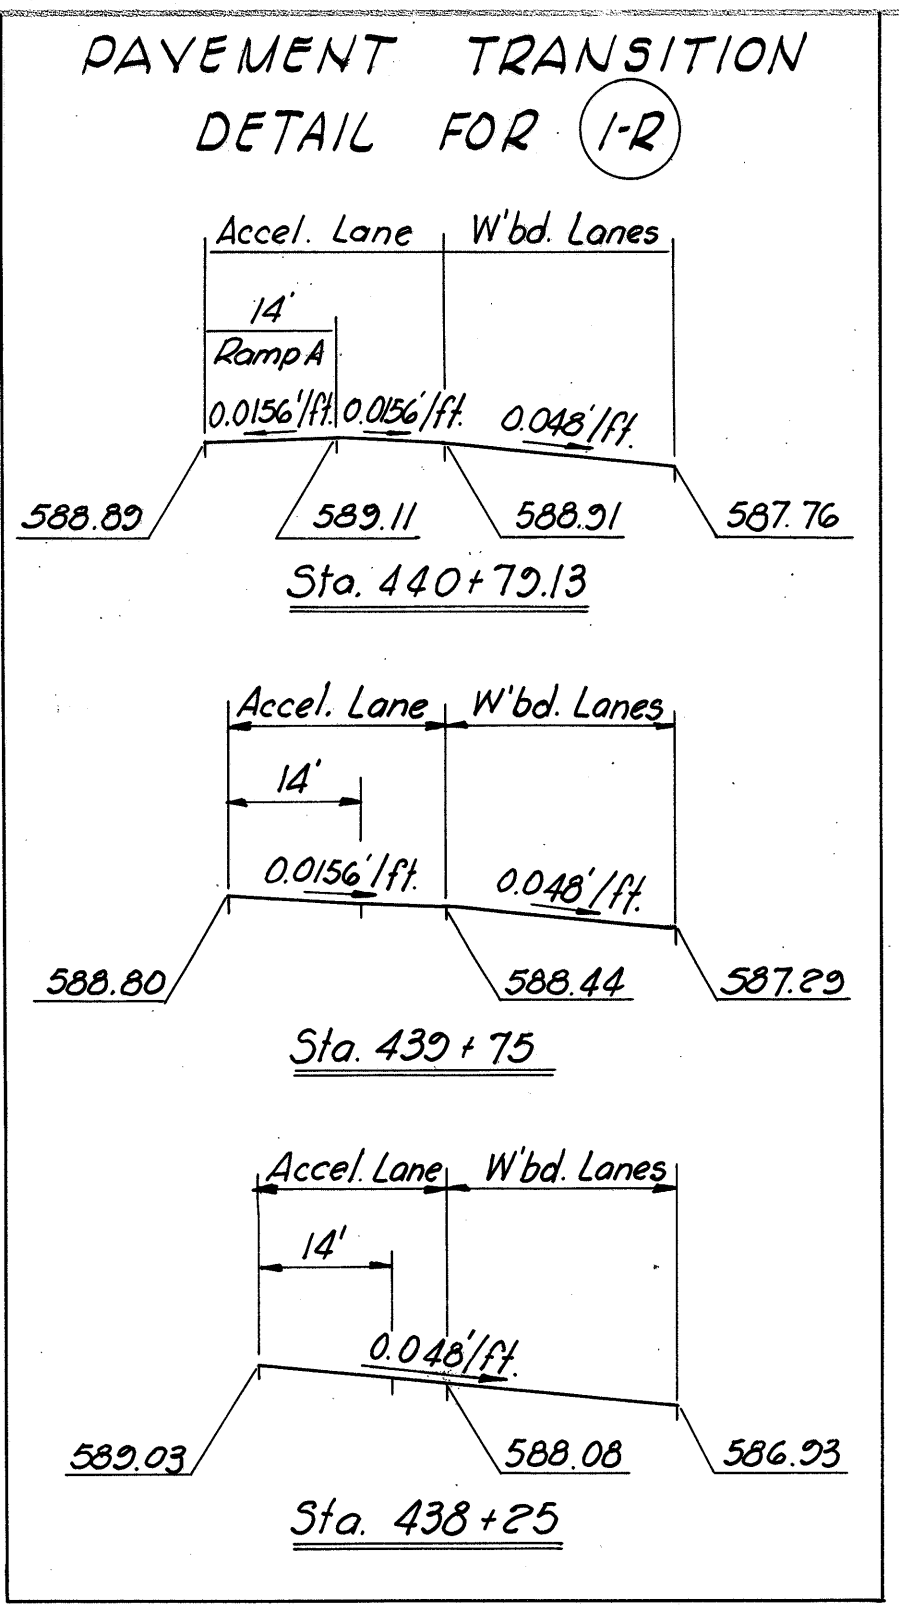 PAVEMENT TRANSITION
DETAIL FOR 1-R
Accel. Lane W'bd. Lanes
14'
Ramp A
0.0156'/ft. 0.0156'/ft. 0.048'/ft.
588.89 589.11 588.91 587.76
Sta. 440+79.13
Accel. Lane W'bd. Lanes
14'
0.0156'/ft. 0.048'/ft.
588.80 588.44 587.29
Sta. 439+75
Accel. Lane W'bd. Lanes
14'
0.048'/ft.
589.03 588.08 586.93
Sta. 438+25